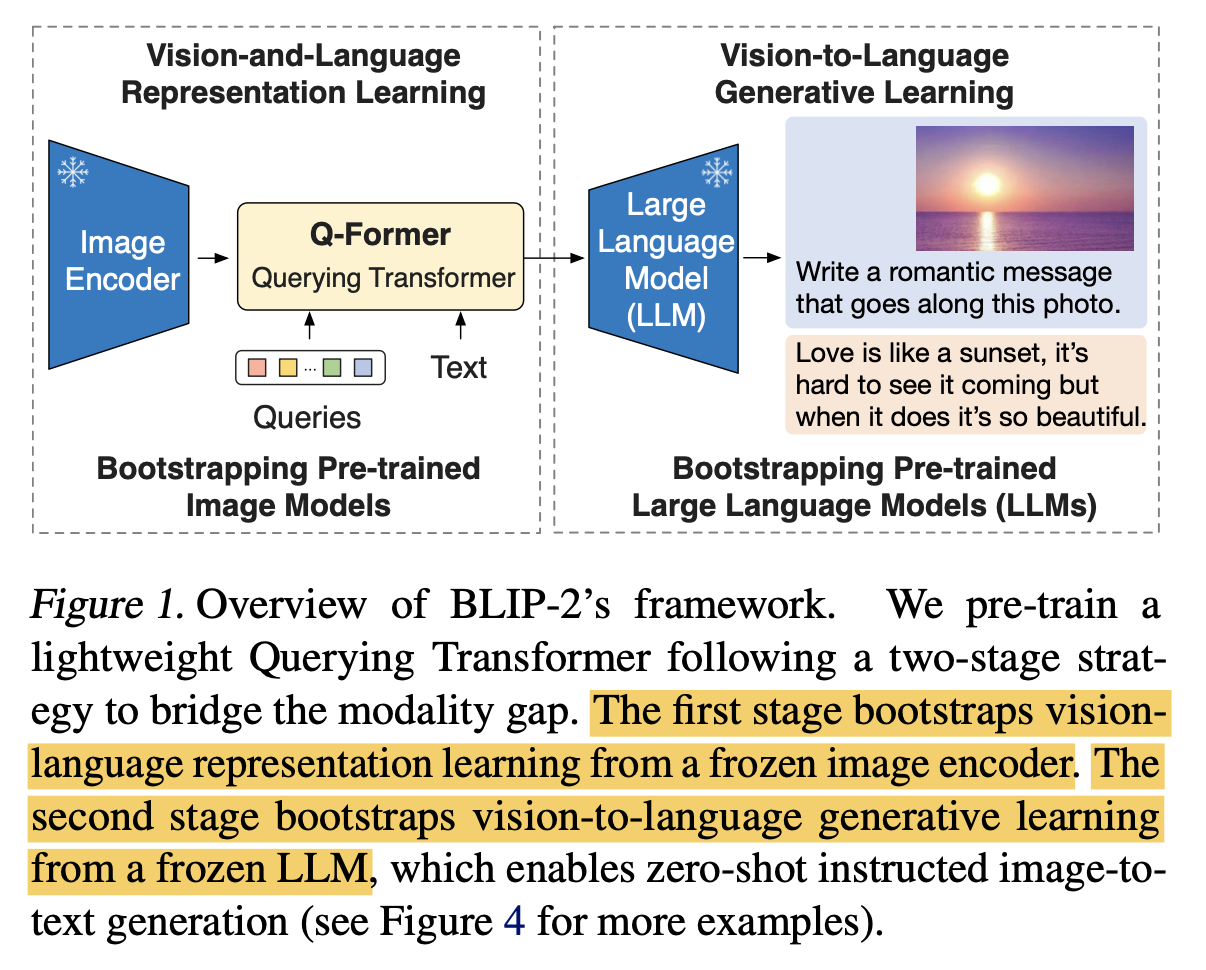 Vision-and-Language
Representation Learning
Image
Encoder
Q-Former
Querying Transformer
...
Queries
Text
Bootstrapping Pre-trained
Image Models
Vision-to-Language
Generative Learning
Large
Language
Model
(LLM)
Write a romantic message
that goes along this photo.
Love is like a sunset, it's
hard to see it coming but
when it does it's so beautiful.
Bootstrapping Pre-trained
Large Language Models (LLMs)
Figure 1. Overview of BLIP-2's framework. We pre-train a
lightweight Querying Transformer following a two-stage strat-
egy to bridge the modality gap. The first stage bootstraps vision-
language representation learning from a frozen image encoder. The
second stage bootstraps vision-to-language generative learning
from a frozen LLM, which enables zero-shot instructed image-to-
text generation (see Figure 4 for more examples).